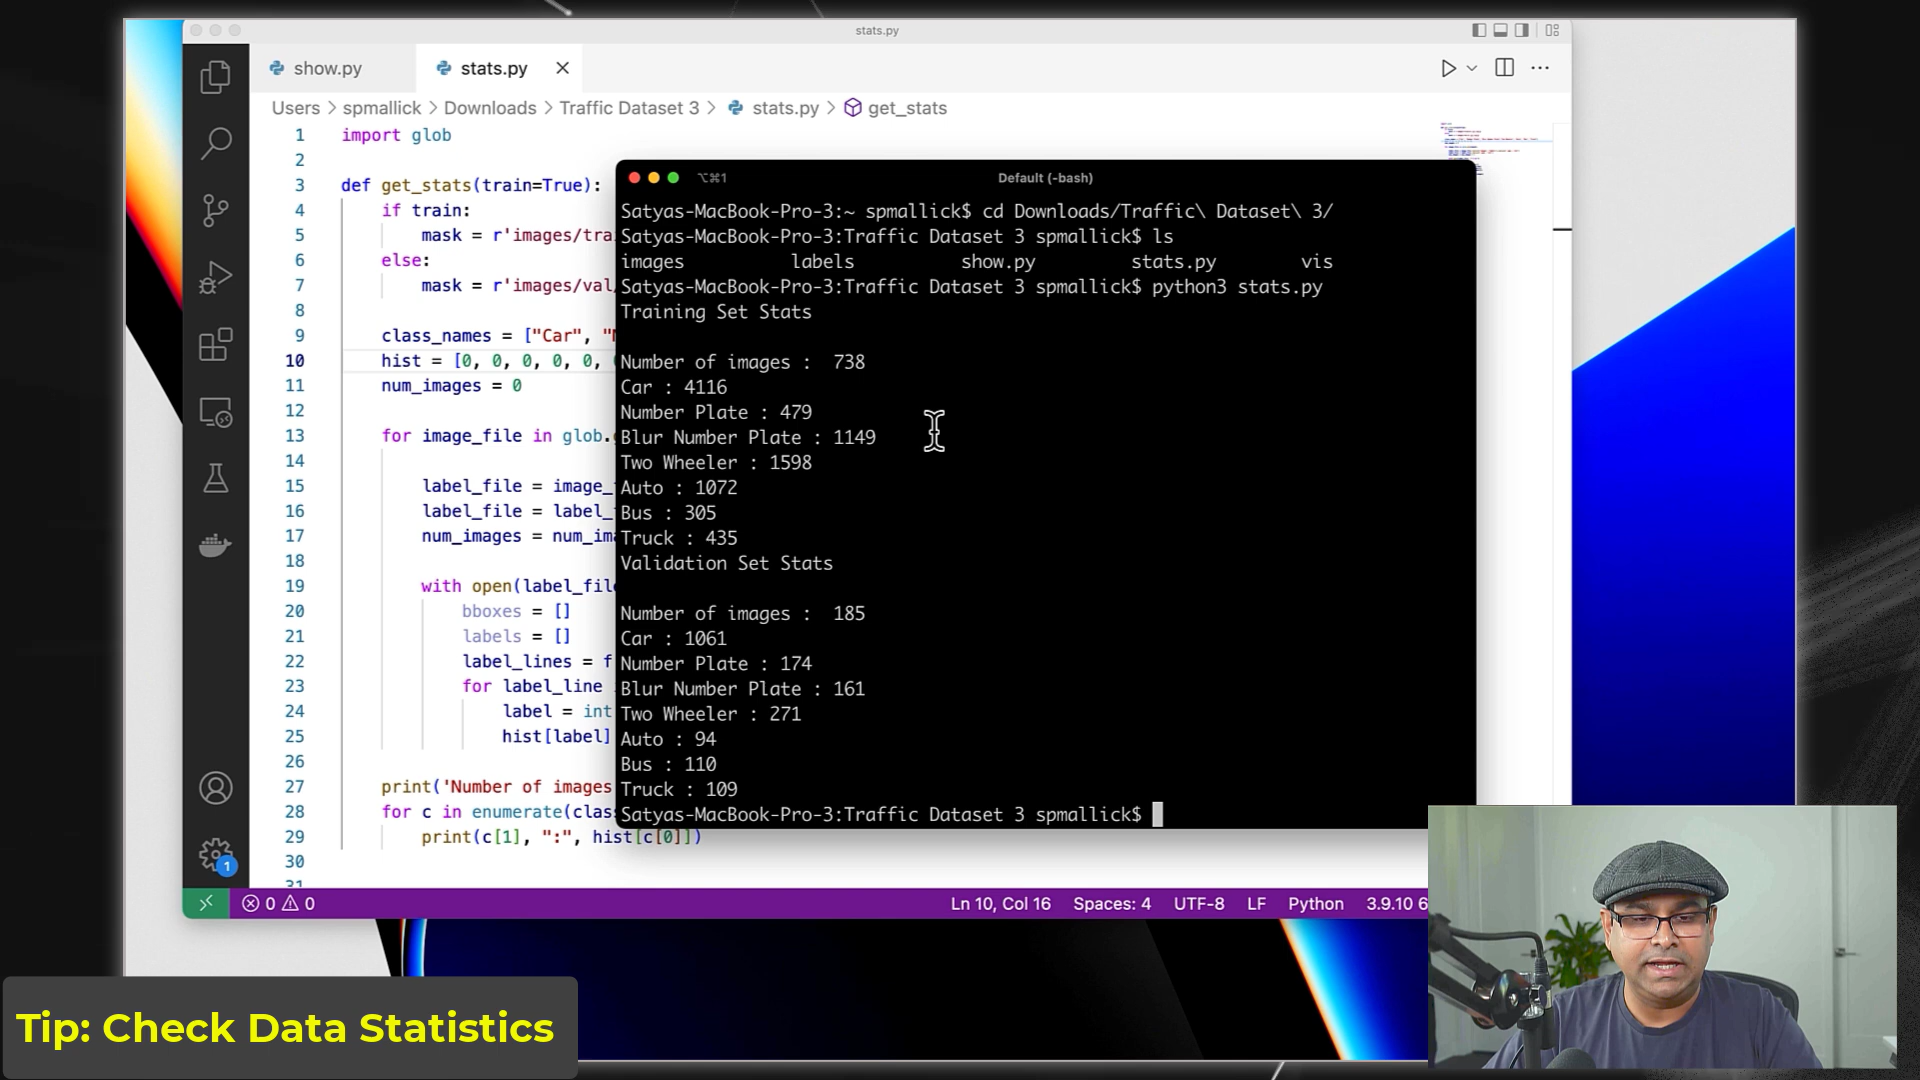 stats.py
show.py
stats.py
Users > spmallick > Downloads > Traffic Dataset 3 > stats.py > get_stats
1 import glob
2
3 def get_stats(train=True):
4 if train:
5 mask = r'images/tra
6 else:
7 mask = r'images/val
8
9 class_names = ["Car", "
10 hist = [0, 0, 0, 0, 0,
11 num_images = 0
12
13 for image_file in glob.
14
15 label_file = image_
16 label_file = label_
17 num_images = num_ima
18
19 with open(label_file
20 bboxes = []
21 labels = []
22 label_lines = f
23 for label_line
24 label = int
25 hist[label]
26
27 print('Number of images
28 for c in enumerate(clas
29 print(c[1], ":", hist[c[0]])
30
31
⌥⌘1
Default (-bash)
Satyas-MacBook-Pro-3:~ spmallick$ cd Downloads/Traffic\ Dataset\ 3/
Satyas-MacBook-Pro-3:Traffic Dataset 3 spmallick$ ls
images labels show.py stats.py vis
Satyas-MacBook-Pro-3:Traffic Dataset 3 spmallick$ python3 stats.py
Training Set Stats
Number of images :  738
Car : 4116
Number Plate : 479
Blur Number Plate : 1149
Two Wheeler : 1598
Auto : 1072
Bus : 305
Truck : 435
Validation Set Stats
Number of images :  185
Car : 1061
Number Plate : 174
Blur Number Plate : 161
Two Wheeler : 271
Auto : 94
Bus : 110
Truck : 109
Satyas-MacBook-Pro-3:Traffic Dataset 3 spmallick$
1
0 0
Ln 10, Col 16 Spaces: 4 UTF-8 LF Python 3.9.10 6
Tip: Check Data Statistics